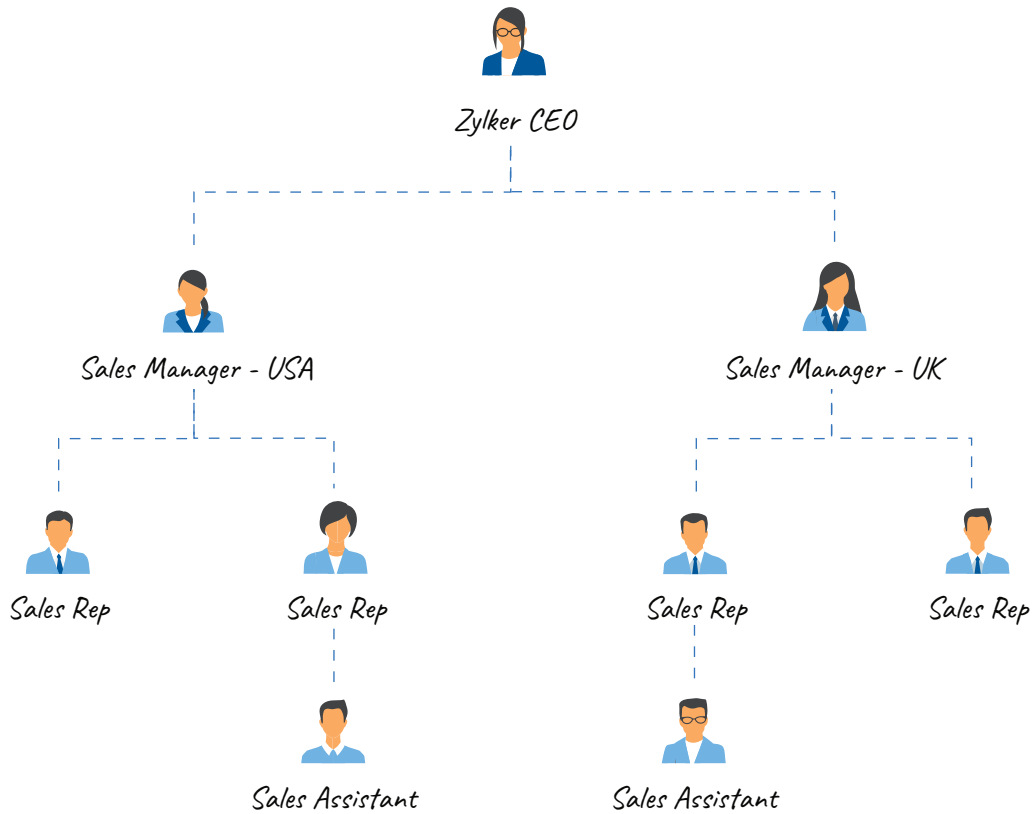 Zylker CEO
Sales Manager - USA
Sales Manager - UK
Sales Rep
Sales Rep
Sales Rep
Sales Rep
Sales Assistant
Sales Assistant